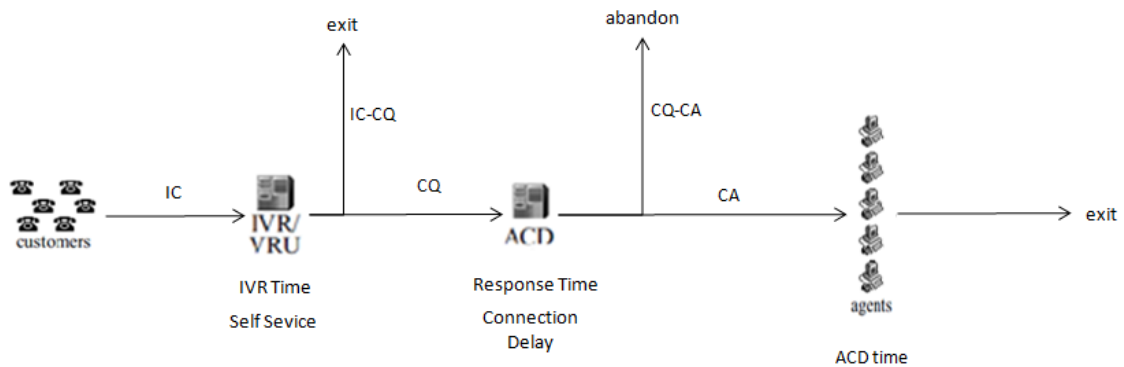 exit
abandon
IC-CQ
CQ-CA
IC
CQ
CA
customers
IVR/
VRU
ACD
agents
exit
IVR Time
Self Sevice
Response Time
Connection
Delay
ACD time